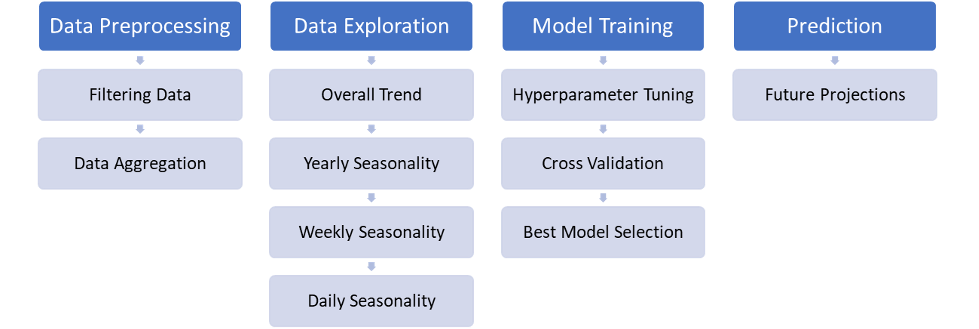 Data Preprocessing
Filtering Data
Data Aggregation
Data Exploration
Overall Trend
Yearly Seasonality
Weekly Seasonality
Daily Seasonality
Model Training
Hyperparameter Tuning
Cross Validation
Best Model Selection
Prediction
Future Projections